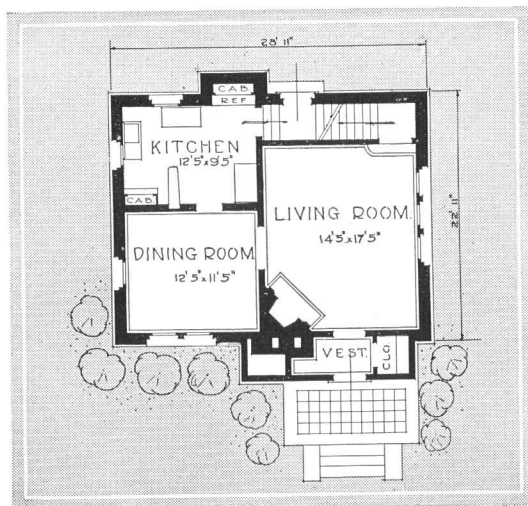 28' 11"
CAB.
REF
KITCHEN
12'5"x9'5"
CAB.
LIVING ROOM.
14'5"x17'5"
22' 11"
DINING ROOM
12'5"x11'5"
VEST.
CLO.